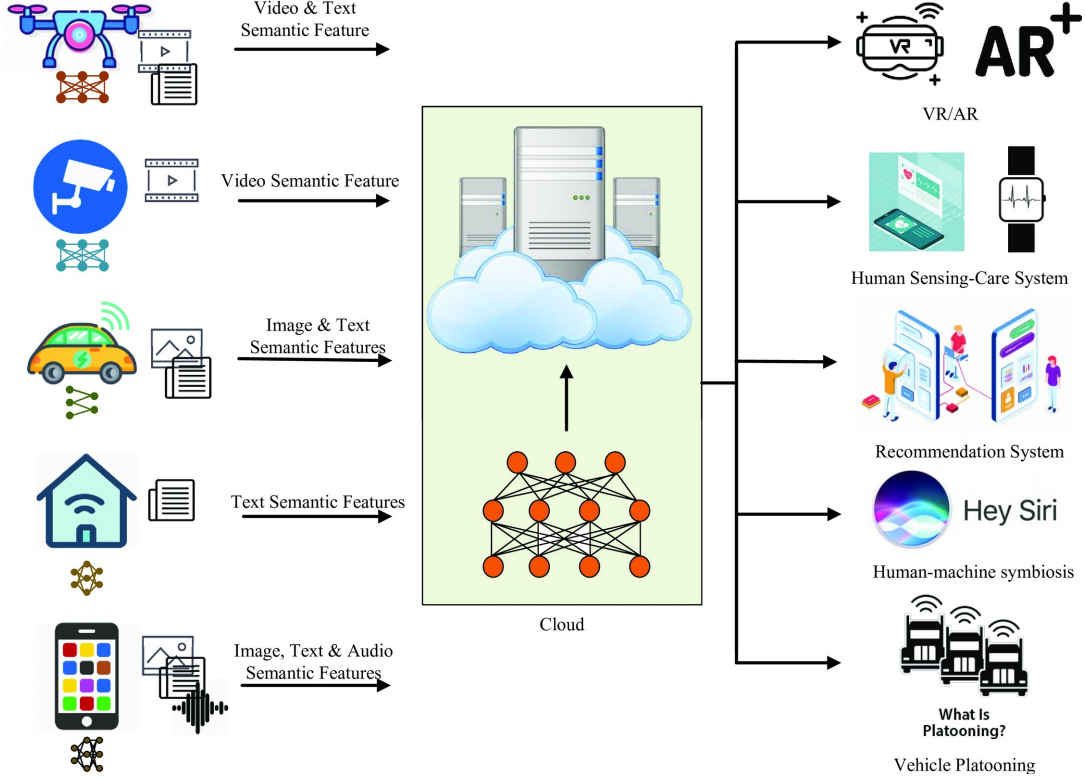 Video & Text
Semantic Feature
Video Semantic Feature
Image & Text
Semantic Features
Text Semantic Features
Image, Text & Audio
Semantic Features
Cloud
VR
AR+
VR/AR
Human Sensing-Care System
Recommendation System
Hey Siri
Human-machine symbiosis
What Is
Platooning?
Vehicle Platooning